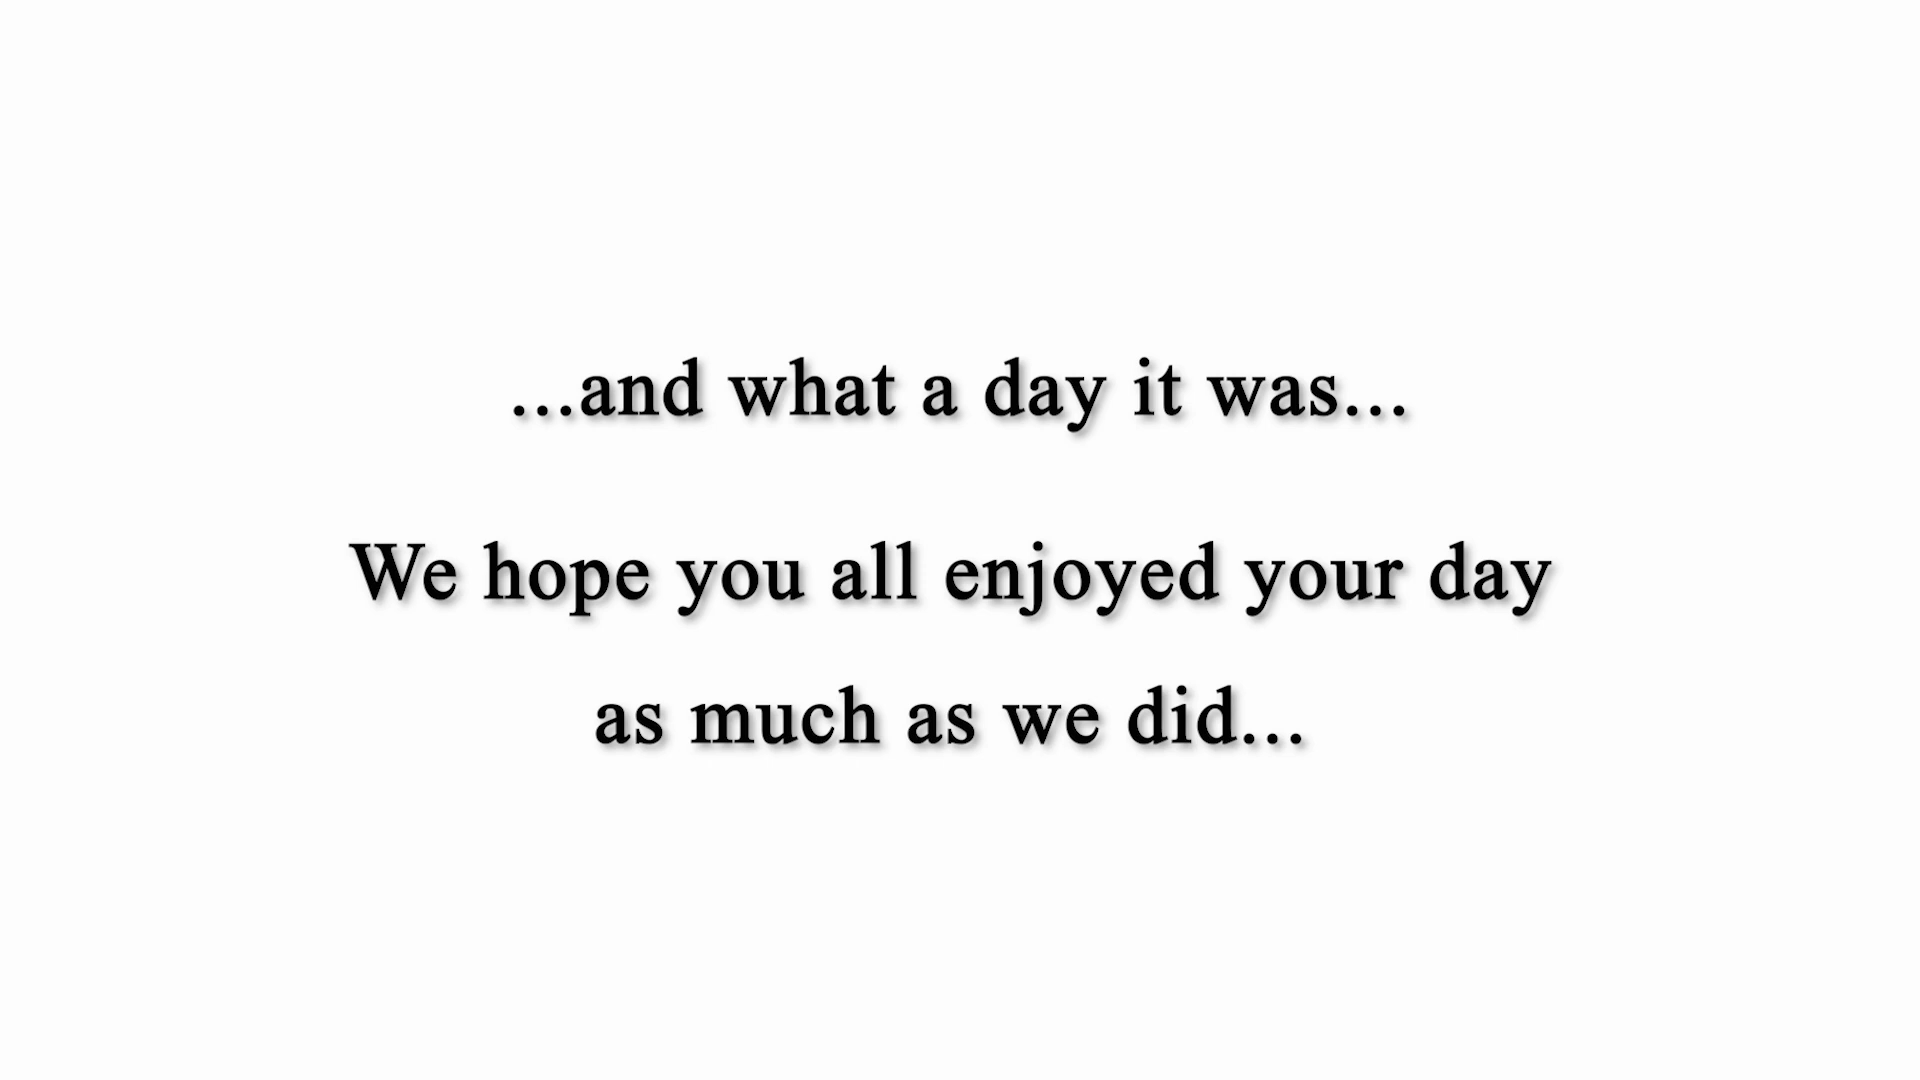 ...and what a day it was...
We hope you all enjoyed your day
as much as we did...